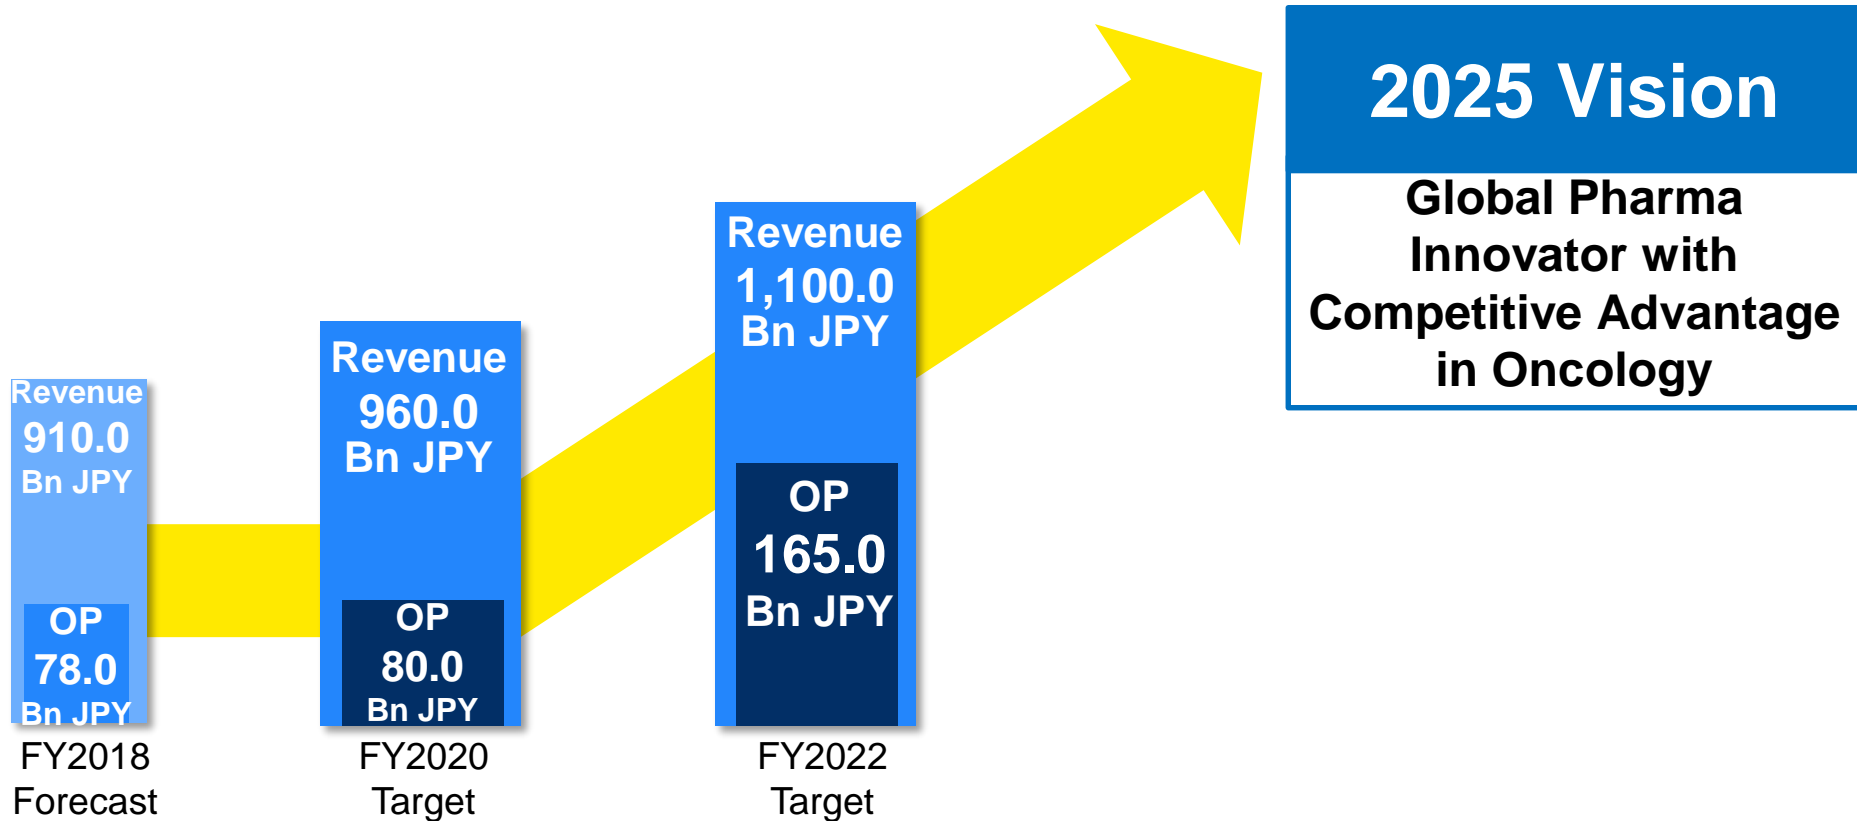 2025 Vision
Global Pharma
Innovator with
Competitive Advantage
in Oncology
Revenue
910.0
Bn JPY
OP
78.0
Bn JPY
FY2018
Forecast
Revenue
960.0
Bn JPY
OP
80.0
Bn JPY
FY2020
Target
Revenue
1,100.0
Bn JPY
OP
165.0
Bn JPY
FY2022
Target